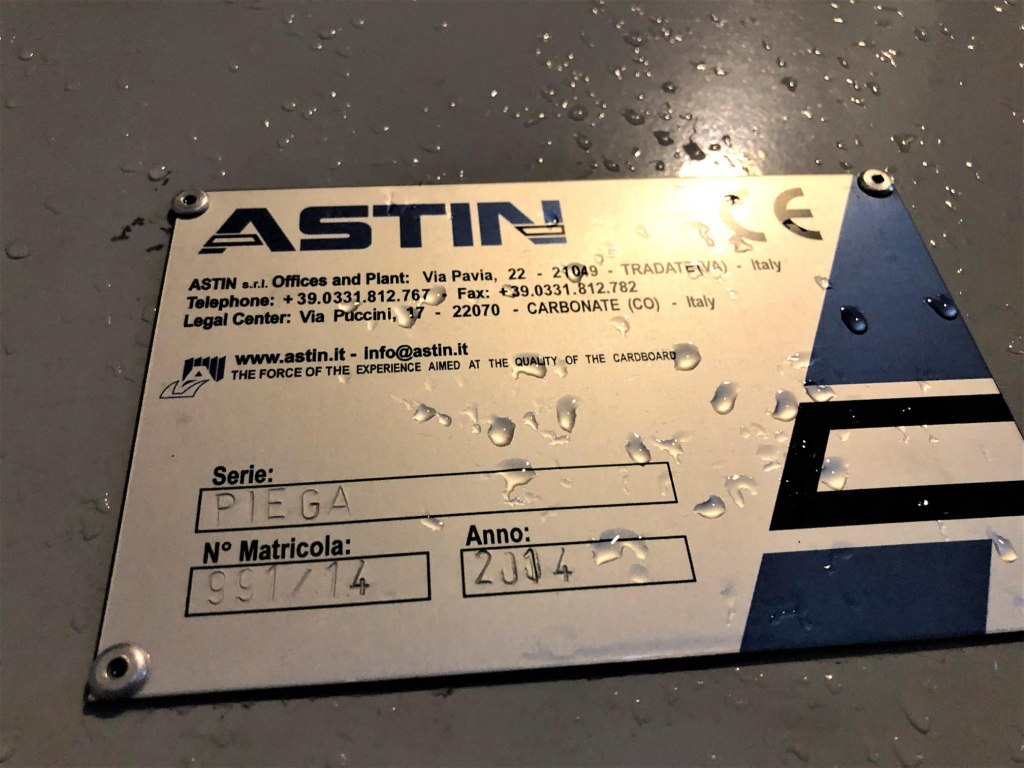 ASTIN CE
ASTIN s.r.l. Offices and Plant: Via Pavia, 22 - 21049 - TRADATE (VA) - Italy
Telephone: +39.0331.812.767 - Fax: +39.0331.812.782
Legal Center: Via Puccini, - 22070 - CARBONATE (CO) - Italy
www.astin.it - info@astin.it
THE FORCE OF THE EXPERIENCE AIMED AT THE QUALITY OF THE CARDBOARD
Serie:
PIEGA
N° Matricola: Anno:
991/14 2014